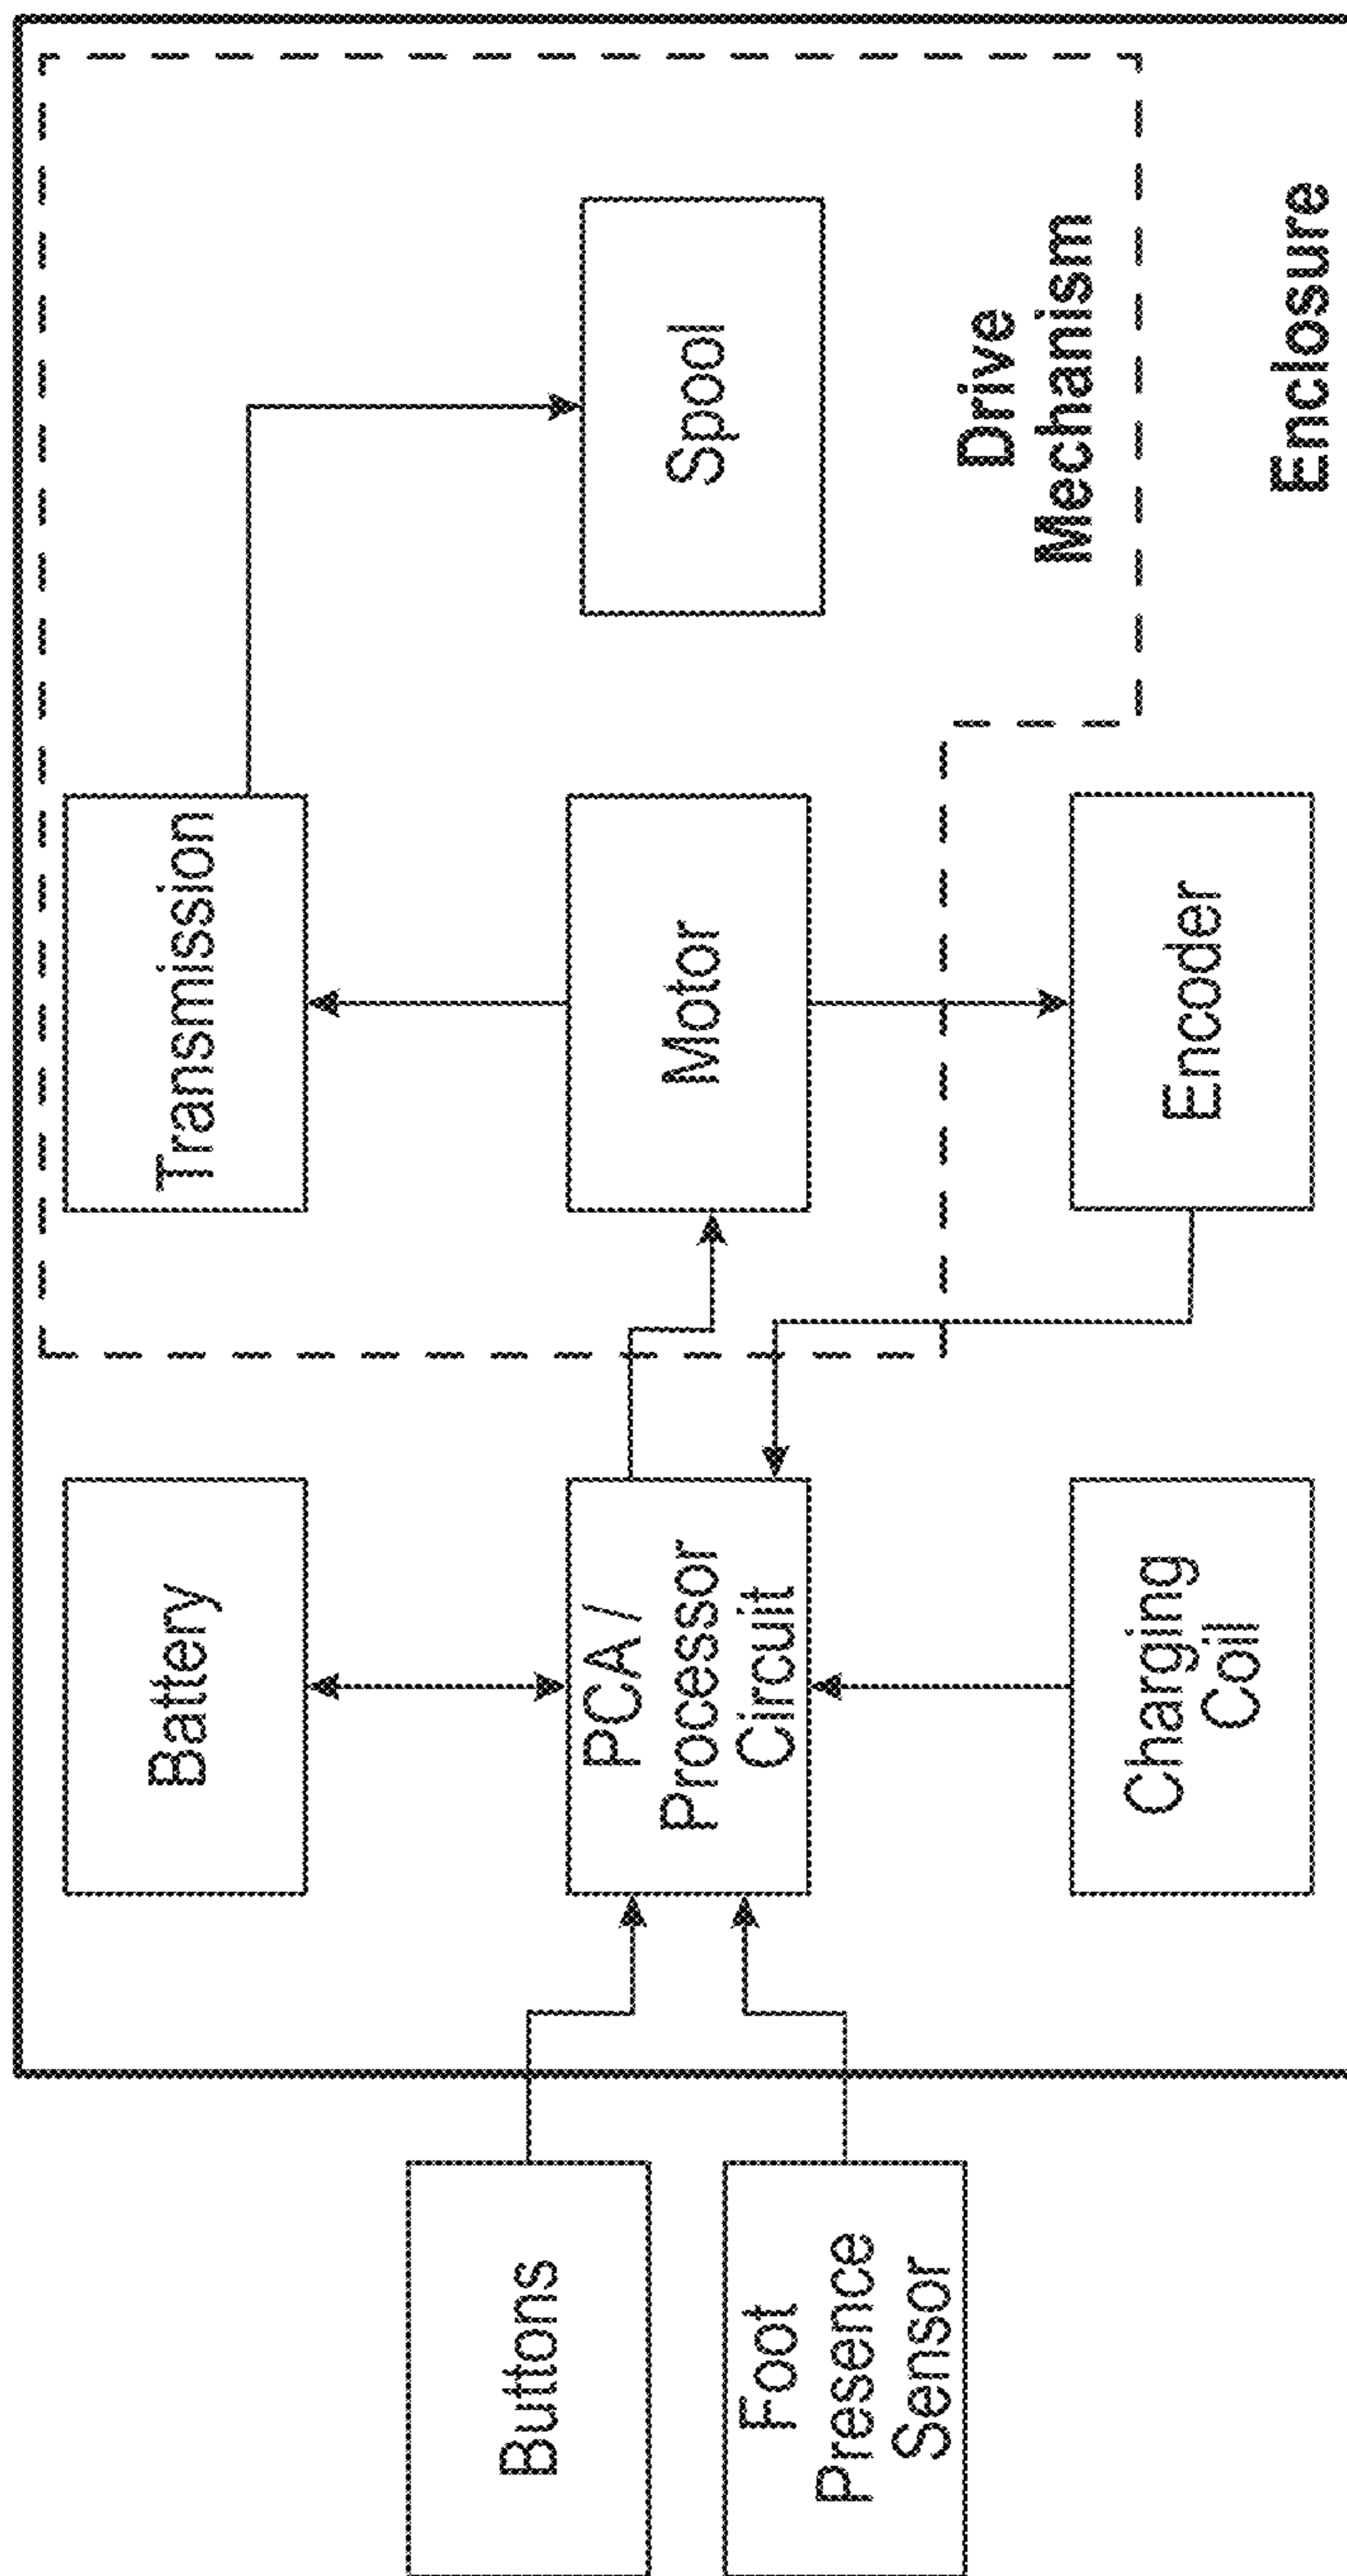 Buttons
Foot
Presence
Sensor
Battery
PCA /
Processor
Circuit
Charging
Coil
Transmission
Motor
Encoder
Spool
Drive
Mechanism
Enclosure